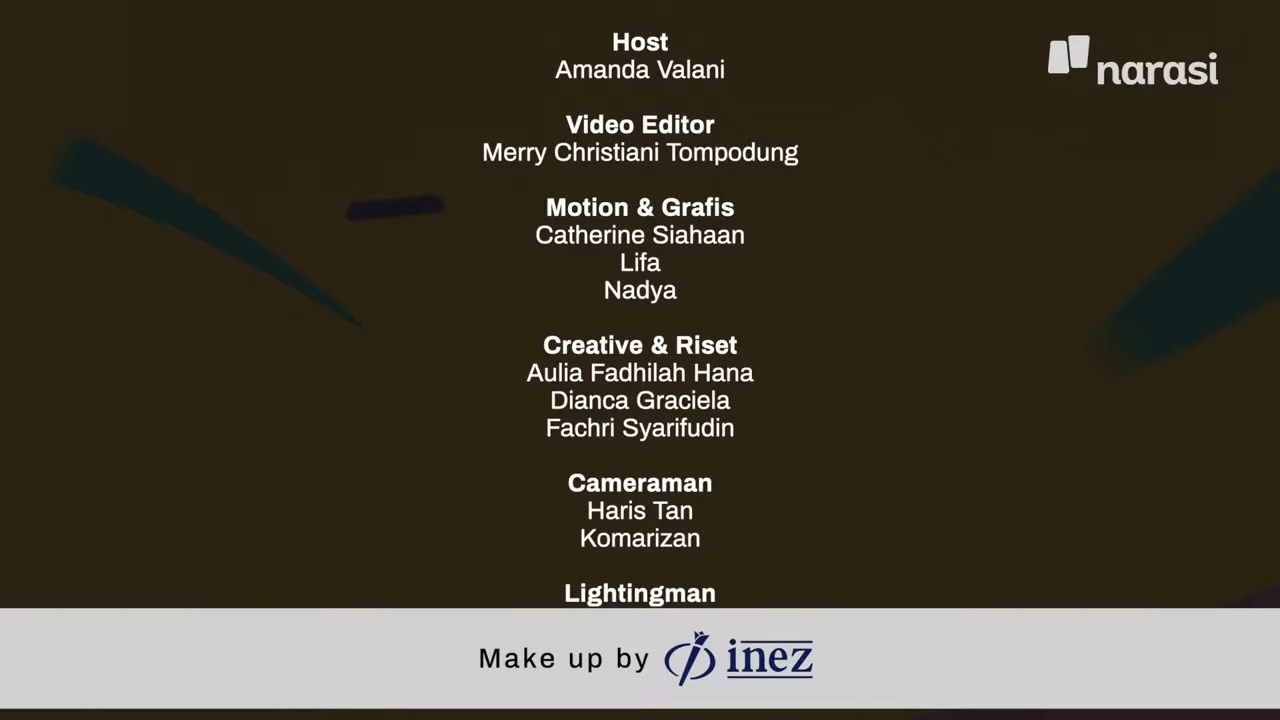 Host
Amanda Valani
narasi
Video Editor
Merry Christiani Tompodung
Motion & Grafis
Catherine Siahaan
Lifa
Nadya
Creative & Riset
Aulia Fadhilah Hana
Dianca Graciela
Fachri Syarifudin
Cameraman
Haris Tan
Komarizan
Lightingman
Make up by inez